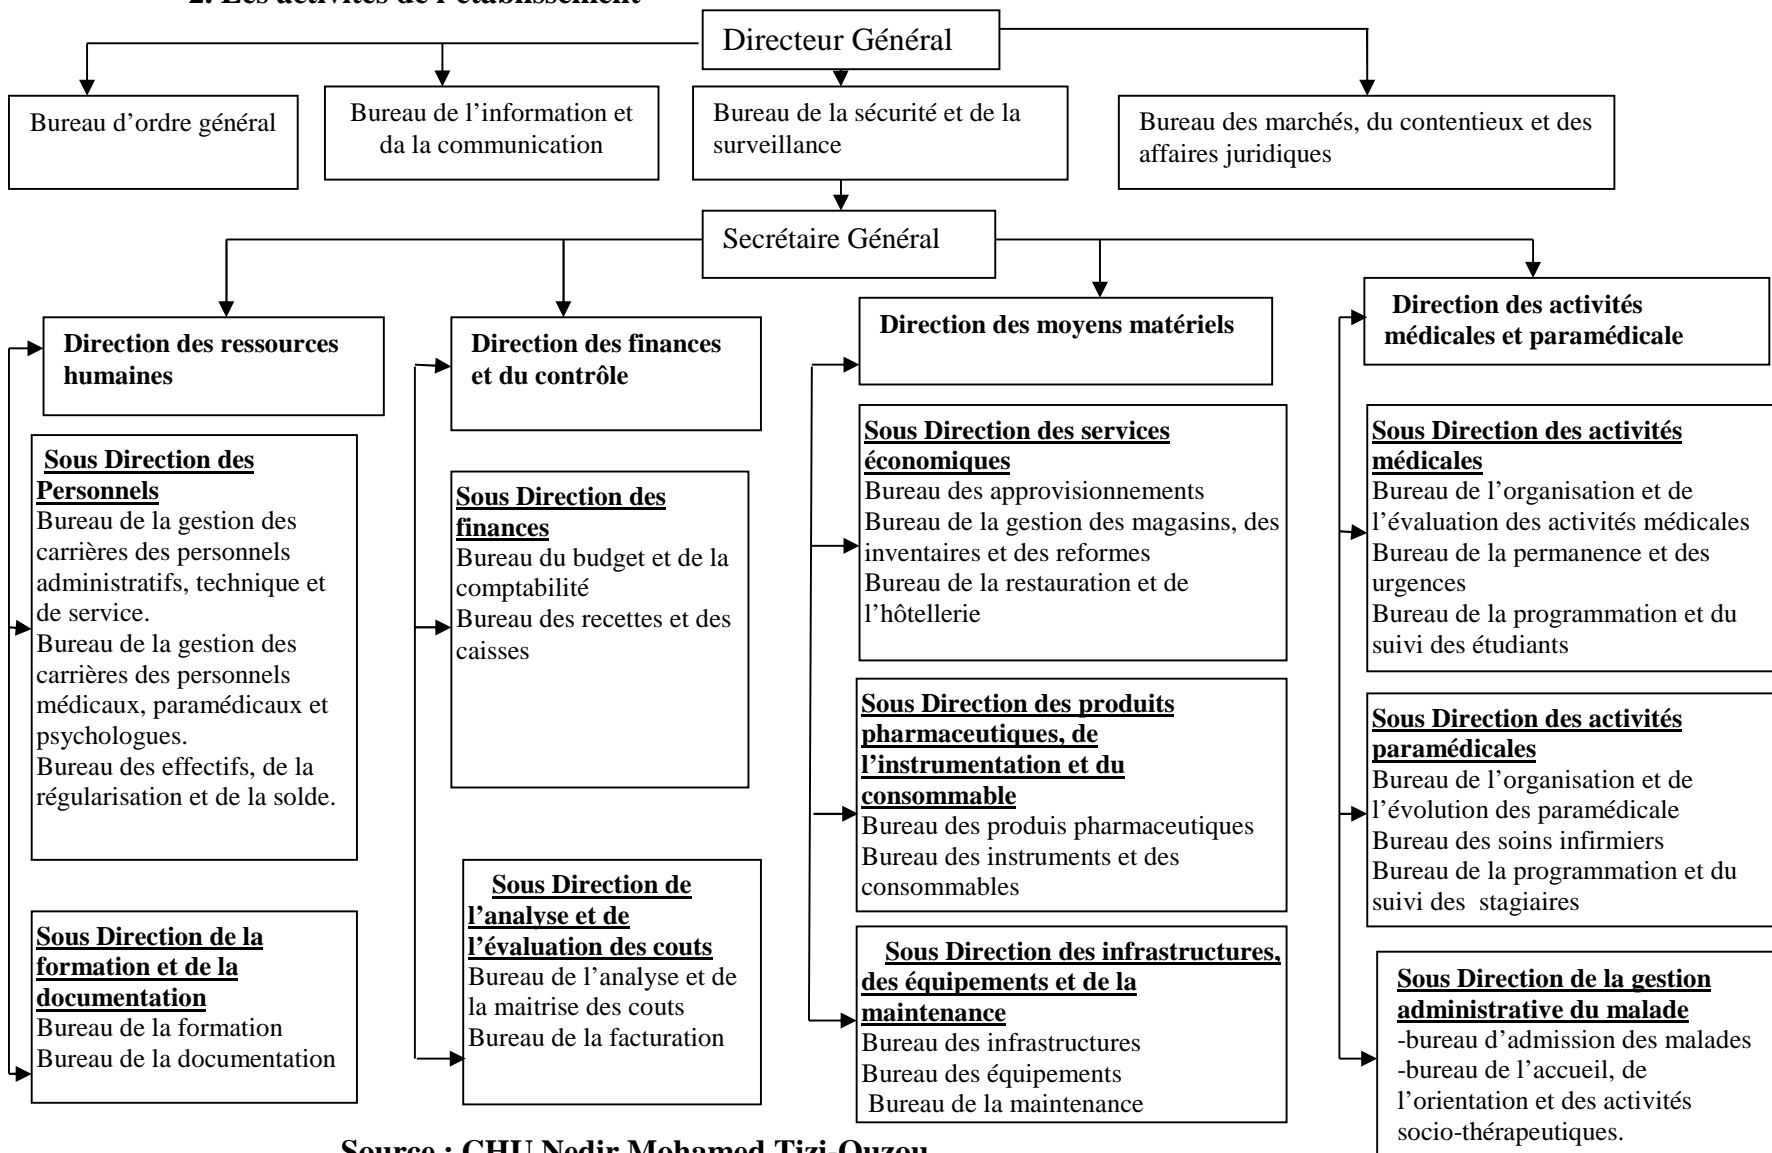 2. Les activités de l'établissement
Directeur Général
Bureau d'ordre général
Bureau de l'information et
da la communication
Bureau de la sécurité et de la
surveillance
Bureau des marchés, du contentieux et des
affaires juridiques
Secrétaire Général
Direction des ressources
humaines
Direction des finances
et du contrôle
Direction des moyens matériels
Direction des activités
médicales et paramédicale
Sous Direction des
Personnels
Bureau de la gestion des
carrières des personnels
administratifs, technique et
de service.
Bureau de la gestion des
carrières des personnels
médicaux, paramédicaux et
psychologues.
Bureau des effectifs, de la
régularisation et de la solde.
Sous Direction de la
formation et de la
documentation
Bureau de la formation
Bureau de la documentation
Sous Direction des
finances
Bureau du budget et de la
comptabilité
Bureau des recettes et des
caisses
Sous Direction de
l'analyse et de
l'évaluation des couts
Bureau de l'analyse et de
la maitrise des couts
Bureau de la facturation
Sous Direction des services
économiques
Bureau des approvisionnements
Bureau de la gestion des magasins, des
inventaires et des reformes
Bureau de la restauration et de
l'hôtellerie
Sous Direction des produits
pharmaceutiques, de
l'instrumentation et du
consommable
Bureau des produis pharmaceutiques
Bureau des instruments et des
consommables
Sous Direction des infrastructures,
des équipements et de la
maintenance
Bureau des infrastructures
Bureau des équipements
Bureau de la maintenance
Sous Direction des activités
médicales
Bureau de l'organisation et de
l'évaluation des activités médicales
Bureau de la permanence et des
urgences
Bureau de la programmation et du
suivi des étudiants
Sous Direction des activités
paramédicales
Bureau de l'organisation et de
l'évolution des paramédicale
Bureau des soins infirmiers
Bureau de la programmation et du
suivi des stagiaires
Sous Direction de la gestion
administrative du malade
-bureau d'admission des malades
-bureau de l'accueil, de
l'orientation et des activités
socio-thérapeutiques.
Source : CHU Nedir Mohamed Tizi-Ouzou